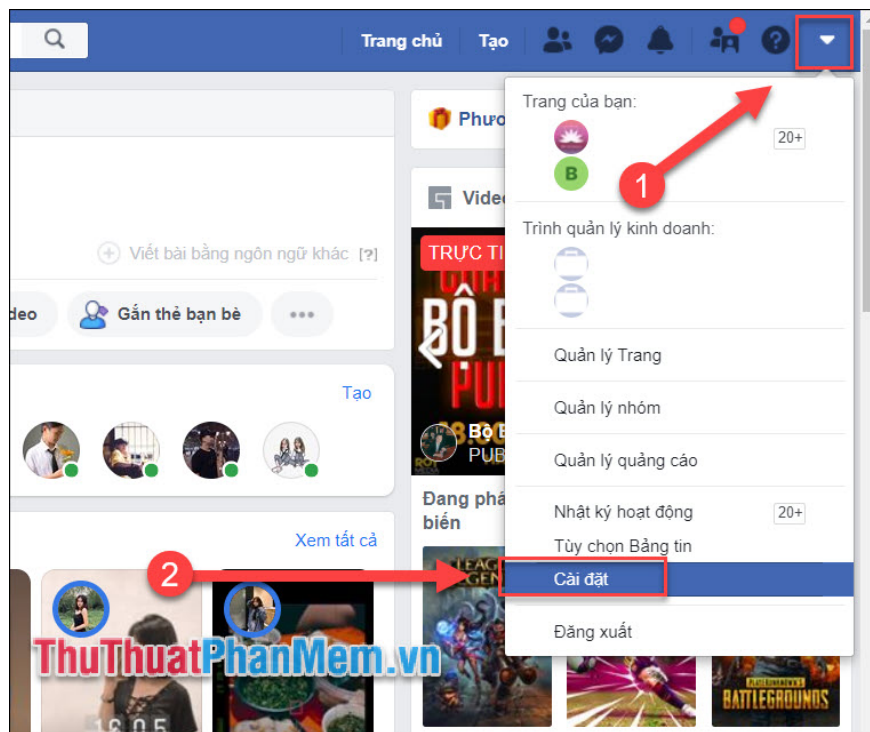 Trang chủ Tạo
Trang của bạn:
20+
B
1
Phươ
Video
Trình quản lý kinh doanh:
TRỰC TI
Viết bài bằng ngôn ngữ khác [?]
deo
Gắn thẻ bạn bè
BỘ
PU
Quản lý Trang
Tạo
Quản lý nhóm
Bộ
PUB
Quản lý quảng cáo
Đang phá
biến
Nhật ký hoạt động 20+
Tùy chọn Bảng tin
Xem tất cả
2
Cài đặt
Đăng xuất
ThuThuatPhanMem.vn
BATTLEGROUNDS